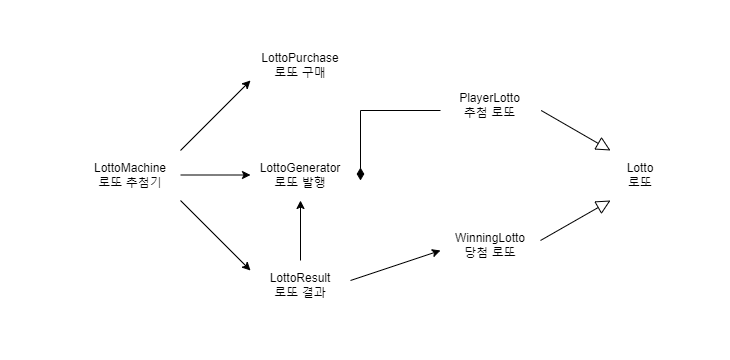 LottoPurchase
로또 구매
PlayerLotto
추첨 로또
LottoMachine
로또 추첨기
LottoGenerator
로또 발행
Lotto
로또
WinningLotto
당첨 로또
LottoResult
로또 결과